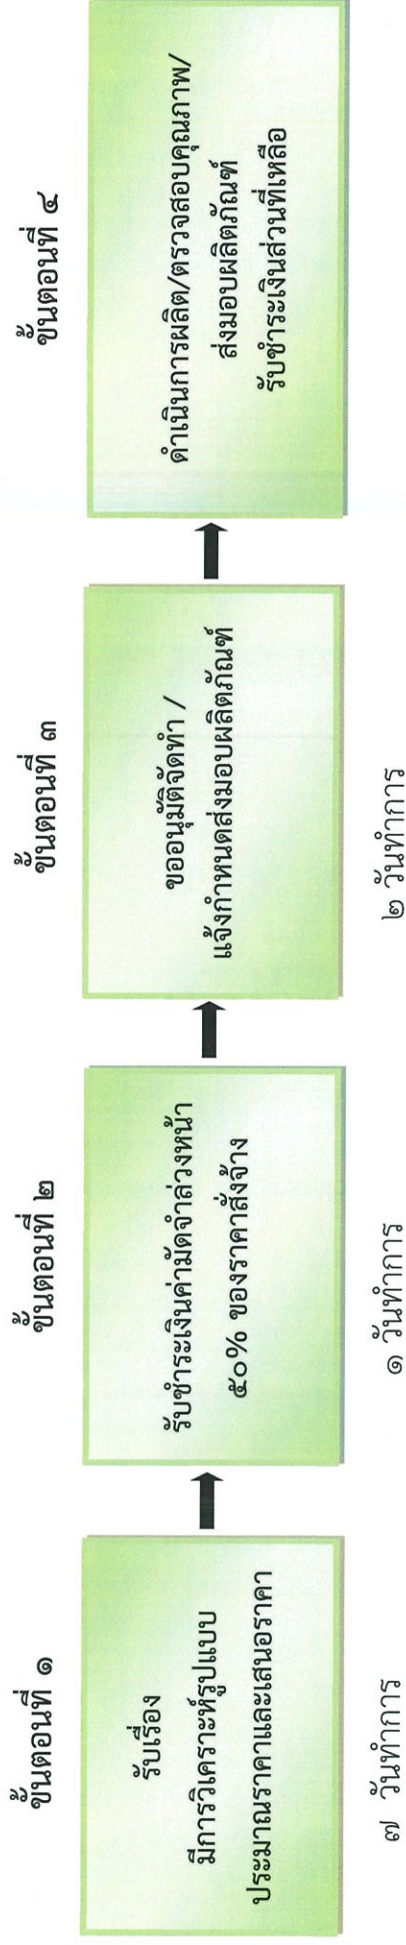 ขั้นตอนที่ ๑
รับเรื่อง
มีการวิเคราะห์รูปแบบ
ประมาณราคาและเสนอราคา
๗ วันทำการ
ขั้นตอนที่ ๒
รับชำระเงินค่ามัดจำล่วงหน้า
๕๐% ของราคาสั่งจ้าง
๑ วันทำการ
ขั้นตอนที่ ๓
ขออนุมัติจัดทำ /
แจ้งกำหนดส่งมอบผลิตภัณฑ์
๒ วันทำการ
ขั้นตอนที่ ๔
ดำเนินการผลิต/ตรวจสอบคุณภาพ/
ส่งมอบผลิตภัณฑ์
รับชำระเงินส่วนที่เหลือ